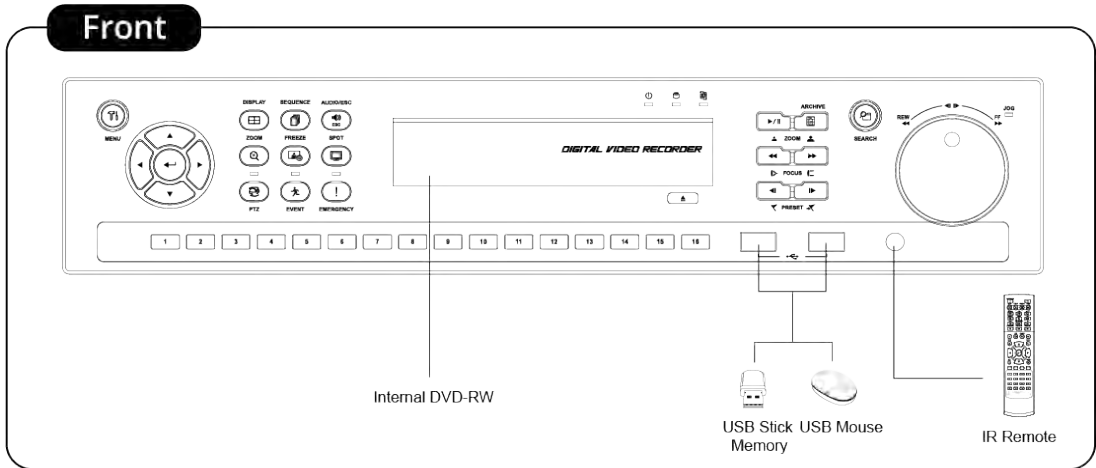 Front
DISPLAY SEQUENCE AUDIO/ESC
ESC
MENU
ZOOM FREEZE SPOT
PTZ EVENT EMERGENCY
DIGITAL VIDEO RECORDER
ARCHIVE
ZOOM
FOCUS
PRESET
SEARCH
REW
FF
JOG
1 2 3 4 5 6 7 8 9 10 11 12 13 14 15 16
Internal DVD-RW
USB Stick
Memory
USB Mouse
IR Remote